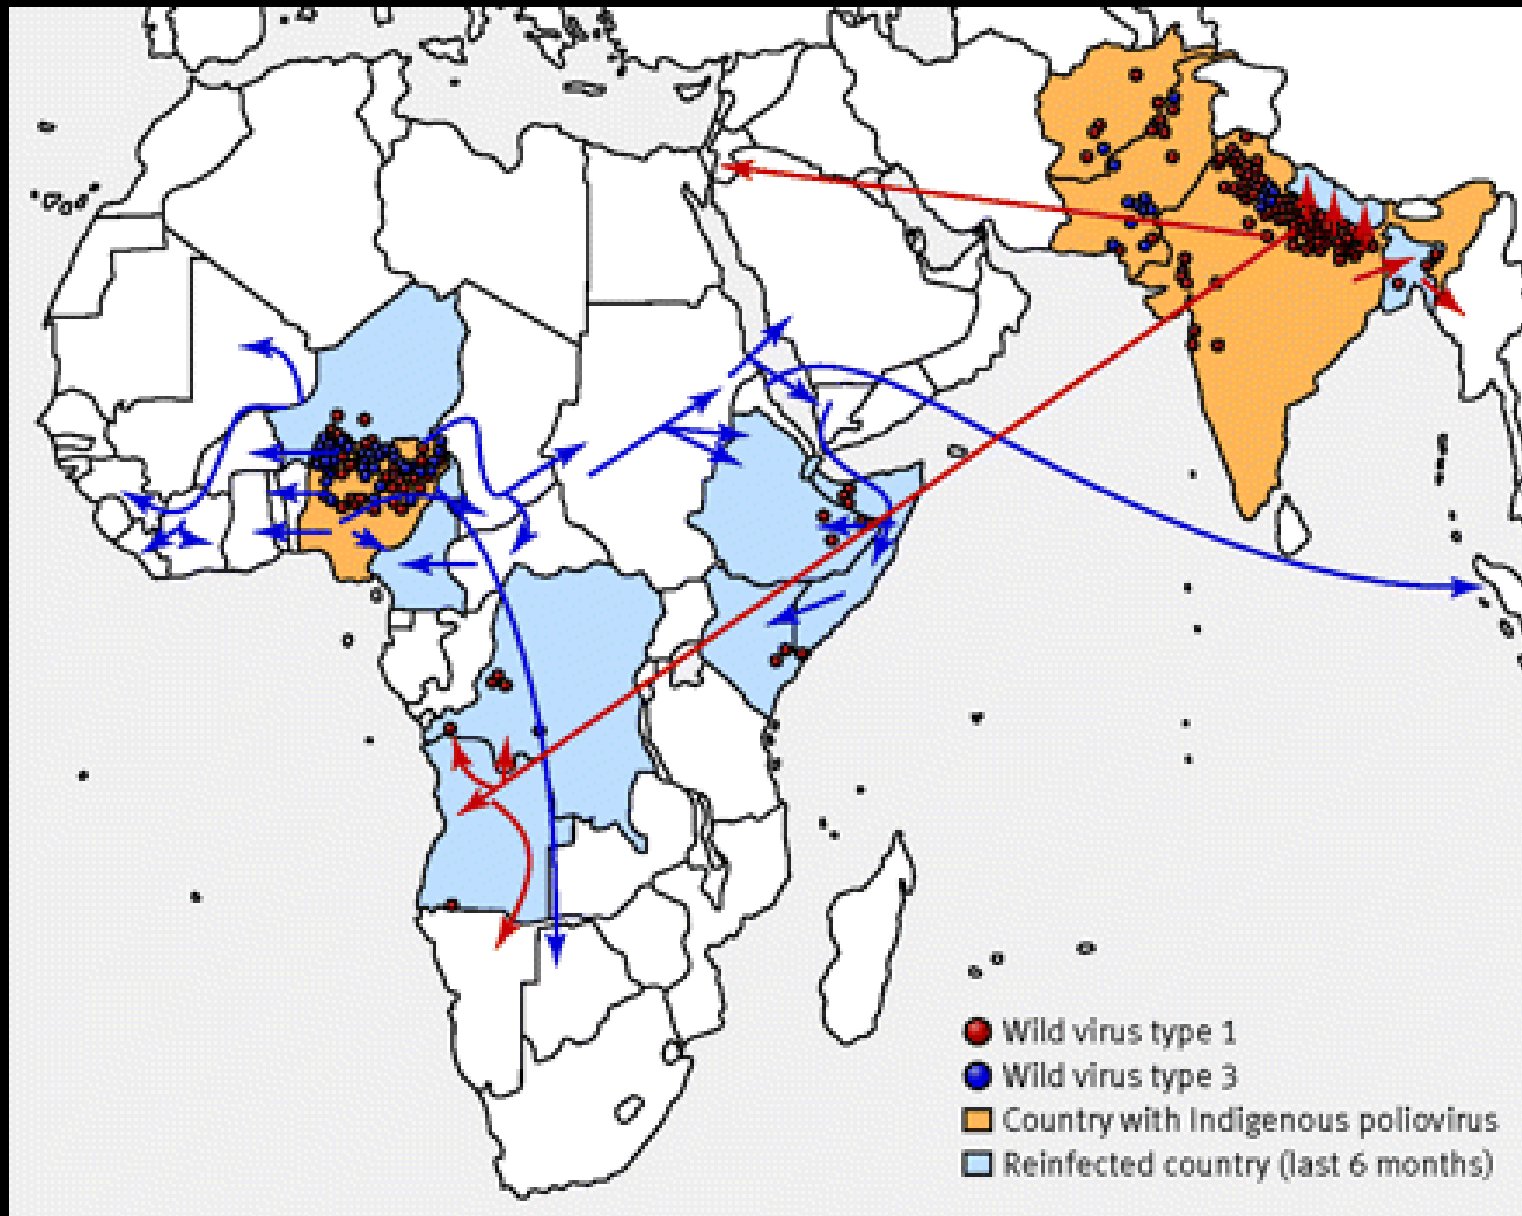 Wild virus type 1
Wild virus type 3
Country with Indigenous poliovirus
Reinfected country (last 6 months)